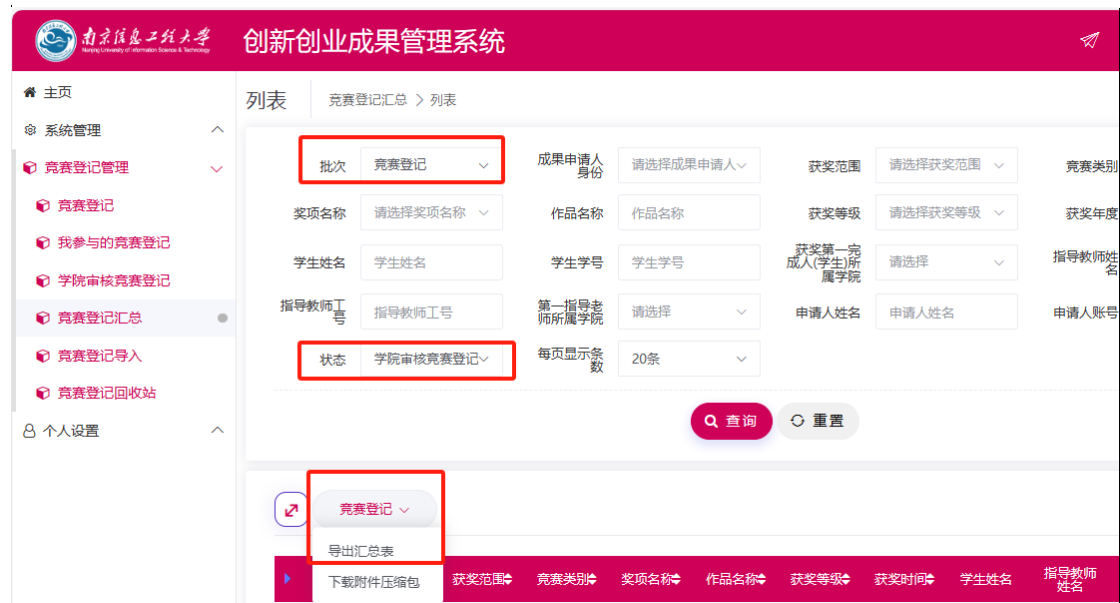 南京信息工程大学
Nanjing University of Information Science & Technology
创新创业成果管理系统
主页
系统管理
竞赛登记管理
竞赛登记
我参与的竞赛登记
学院审核竞赛登记
竞赛登记汇总
竞赛登记导入
竞赛登记回收站
个人设置
列表 竞赛登记汇总 > 列表
批次 竞赛登记 成果申请人身份 请选择成果申请人 获奖范围 请选择获奖范围 竞赛类别
奖项名称 请选择奖项名称 作品名称 作品名称 获奖等级 请选择获奖等级 获奖年度
学生姓名 学生姓名 学生学号 学生学号 获奖第一完成人(学生)所属学院 请选择 指导教师姓名
指导教师工号 指导教师工号 第一指导老师所属学院 请选择 申请人姓名 申请人姓名 申请人账号
状态 学院审核竞赛登记 每页显示条数 20条
查询 重置
竞赛登记
导出汇总表
下载附件压缩包
获奖范围 竞赛类别 奖项名称 作品名称 获奖等级 获奖时间 学生姓名 指导教师姓名